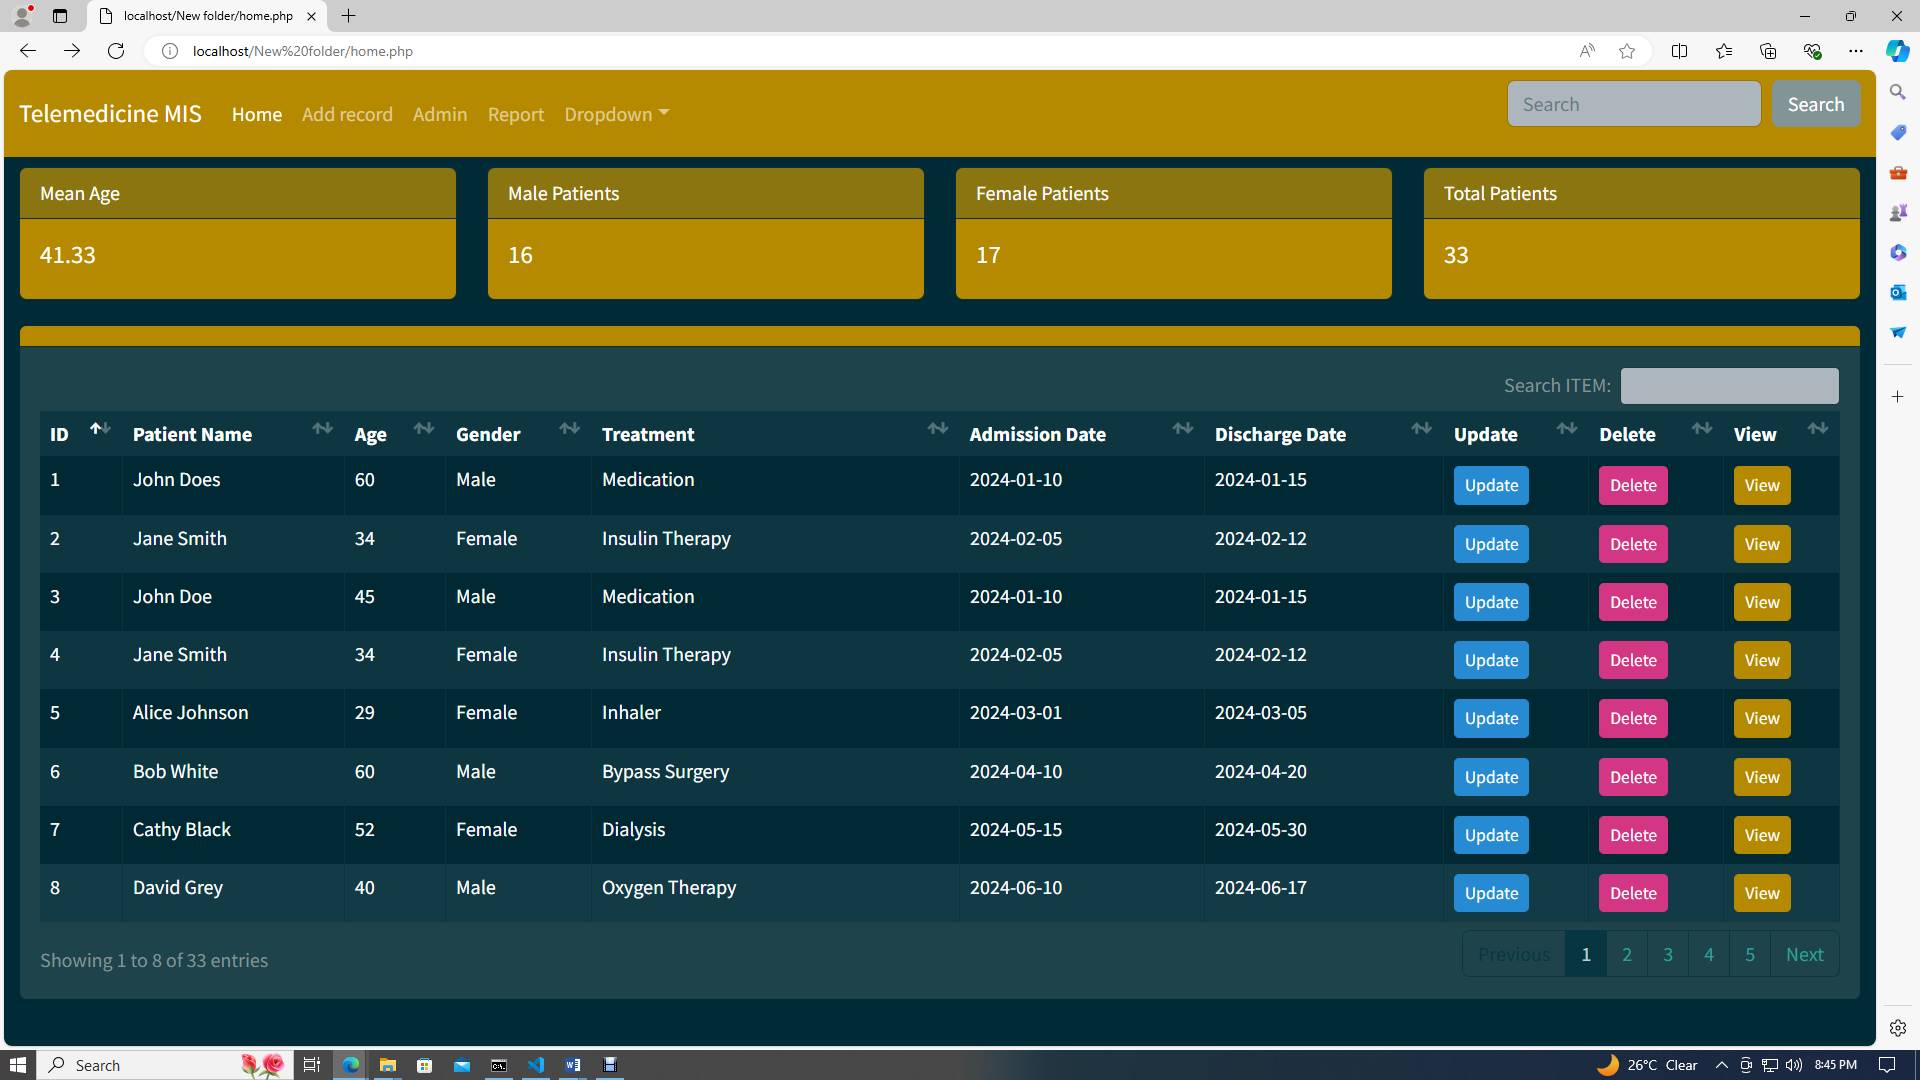 localhost/New folder/home.php
localhost/New%20folder/home.php
Telemedicine MIS Home Add record Admin Report Dropdown Search Search
Mean Age Male Patients Female Patients Total Patients
41.33 16 17 33
Search ITEM:
ID Patient Name Age Gender Treatment Admission Date Discharge Date Update Delete View
1 John Does 60 Male Medication 2024-01-10 2024-01-15 Update Delete View
2 Jane Smith 34 Female Insulin Therapy 2024-02-05 2024-02-12 Update Delete View
3 John Doe 45 Male Medication 2024-01-10 2024-01-15 Update Delete View
4 Jane Smith 34 Female Insulin Therapy 2024-02-05 2024-02-12 Update Delete View
5 Alice Johnson 29 Female Inhaler 2024-03-01 2024-03-05 Update Delete View
6 Bob White 60 Male Bypass Surgery 2024-04-10 2024-04-20 Update Delete View
7 Cathy Black 52 Female Dialysis 2024-05-15 2024-05-30 Update Delete View
8 David Grey 40 Male Oxygen Therapy 2024-06-10 2024-06-17 Update Delete View
Showing 1 to 8 of 33 entries Previous 1 2 3 4 5 Next
Search 26°C Clear 8:45 PM